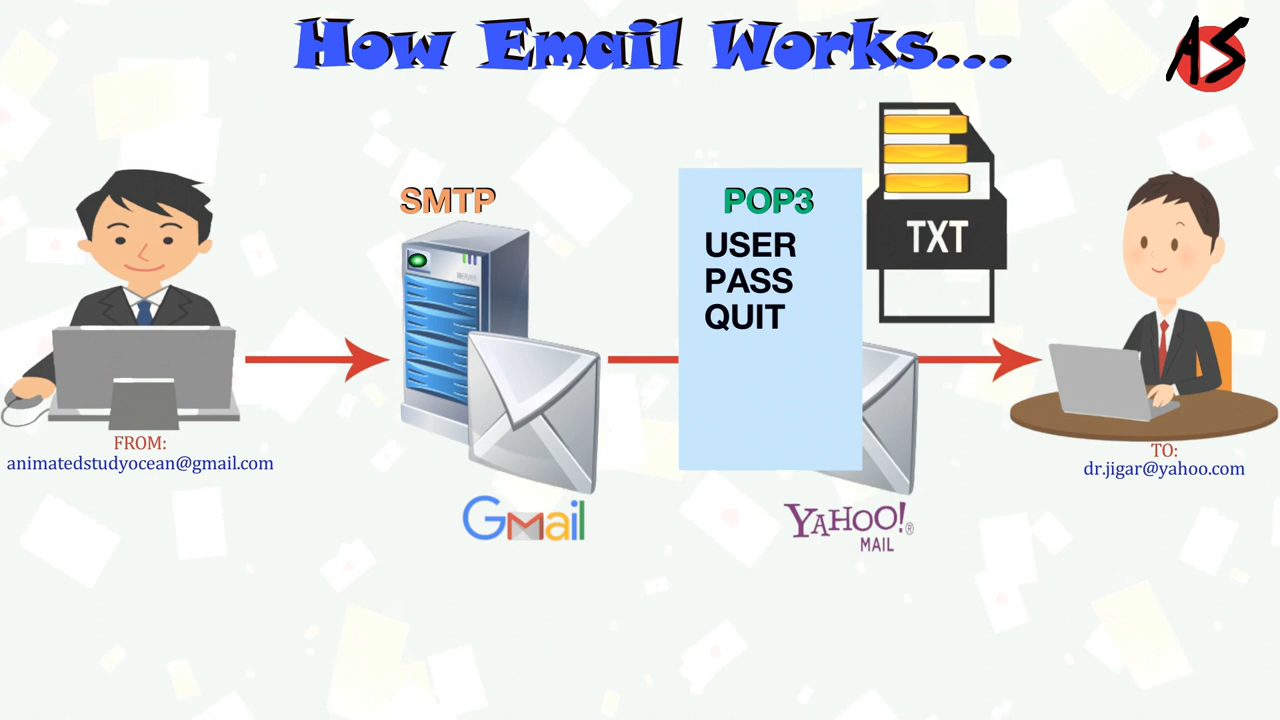 How Email Works...
AS
SMTP
POP3
USER
PASS
QUIT
TXT
FROM:
animatedstudyocean@gmail.com
TO:
dr.jigar@yahoo.com
Gmail
YAHOO!®
MAIL